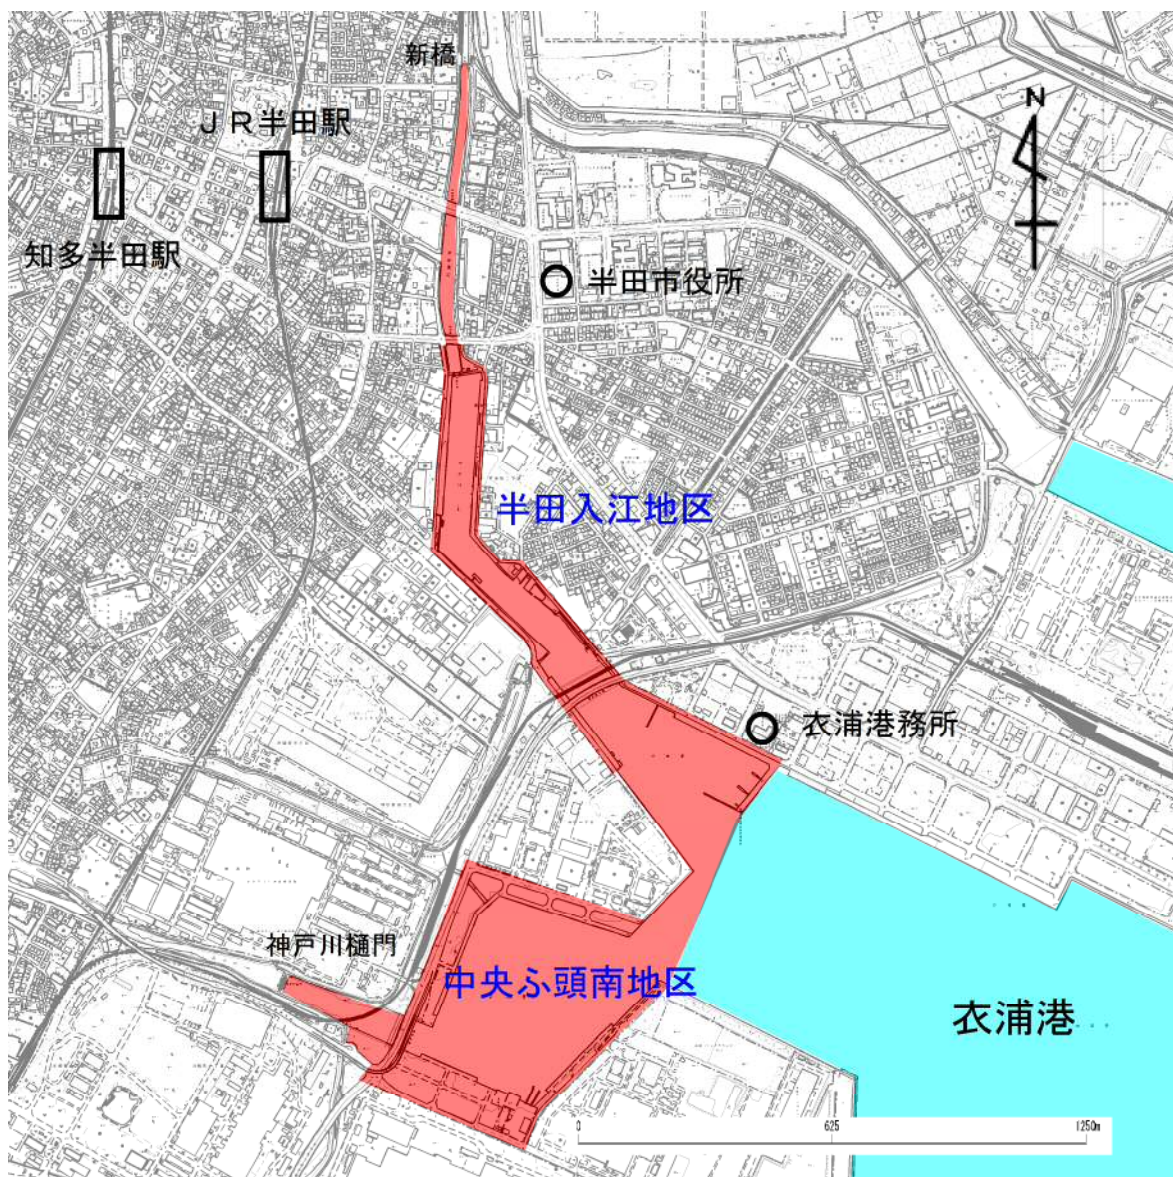 新橋
N
ＪＲ半田駅
知多半田駅
半田市役所
半田入江地区
衣浦港務所
神戸川樋門
中央ふ頭南地区
衣浦港
0 625 1250m